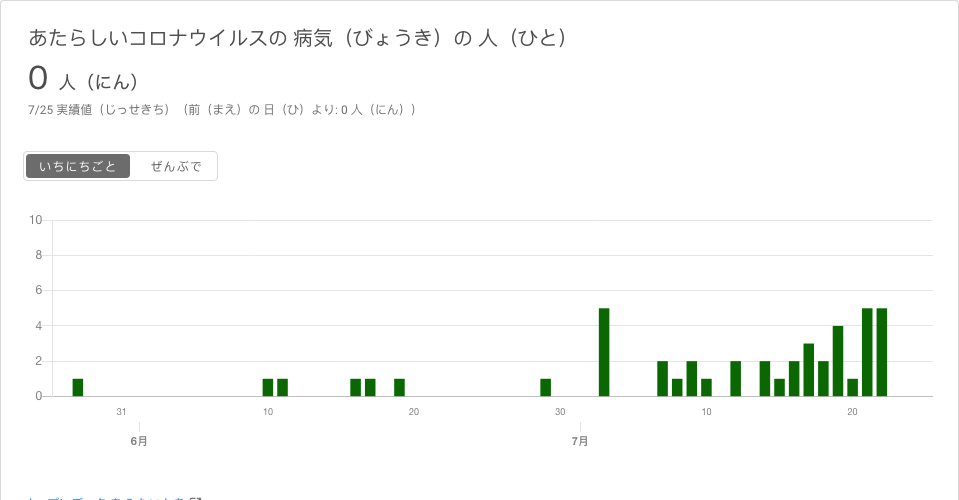 あたらしいコロナウイルスの 病気（びょうき）の 人（ひと）
0 人（にん）
7/25 実績値（じっせきち）（前（まえ）の 日（ひ）より: 0 人（にん））
いちにちごと ぜんぶで
10
8
6
4
2
0
31 10 20 30 10 20
6月 7月